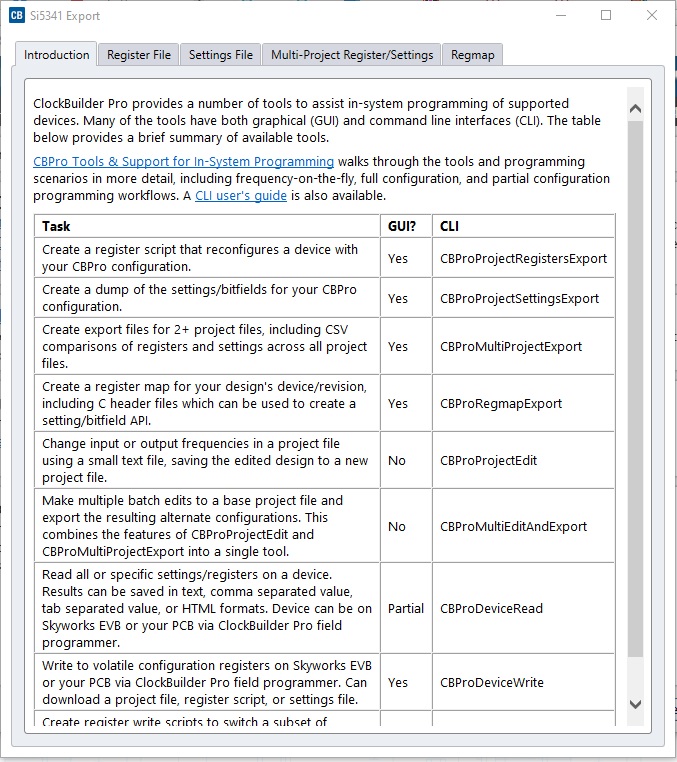 CB Si5341 Export
Introduction Register File Settings File Multi-Project Register/Settings Regmap
ClockBuilder Pro provides a number of tools to assist in-system programming of supported
devices. Many of the tools have both graphical (GUI) and command line interfaces (CLI). The table
below provides a brief summary of available tools.
CBPro Tools & Support for In-System Programming walks through the tools and programming
scenarios in more detail, including frequency-on-the-fly, full configuration, and partial configuration
programming workflows. A CLI user's guide is also available.
Task GUI? CLI
Create a register script that reconfigures a device with
your CBPro configuration.
Yes CBProProjectRegistersExport
Create a dump of the settings/bitfields for your CBPro
configuration.
Yes CBProProjectSettingsExport
Create export files for 2+ project files, including CSV
comparisons of registers and settings across all project
files.
Yes CBProMultiProjectExport
Create a register map for your design's device/revision,
including C header files which can be used to create a
setting/bitfield API.
Yes CBProRegmapExport
Change input or output frequencies in a project file
using a small text file, saving the edited design to a new
project file.
No CBProProjectEdit
Make multiple batch edits to a base project file and
export the resulting alternate configurations. This
combines the features of CBProProjectEdit and
CBProMultiProjectExport into a single tool.
No CBProMultiEditAndExport
Read all or specific settings/registers on a device.
Results can be saved in text, comma separated value,
tab separated value, or HTML formats. Device can be on
Skyworks EVB or your PCB via ClockBuilder Pro field
programmer.
Partial CBProDeviceRead
Write to volatile configuration registers on Skyworks EVB
or your PCB via ClockBuilder Pro field programmer. Can
download a project file, register script, or settings file.
Yes CBProDeviceWrite
Create register write scripts to switch a subset of